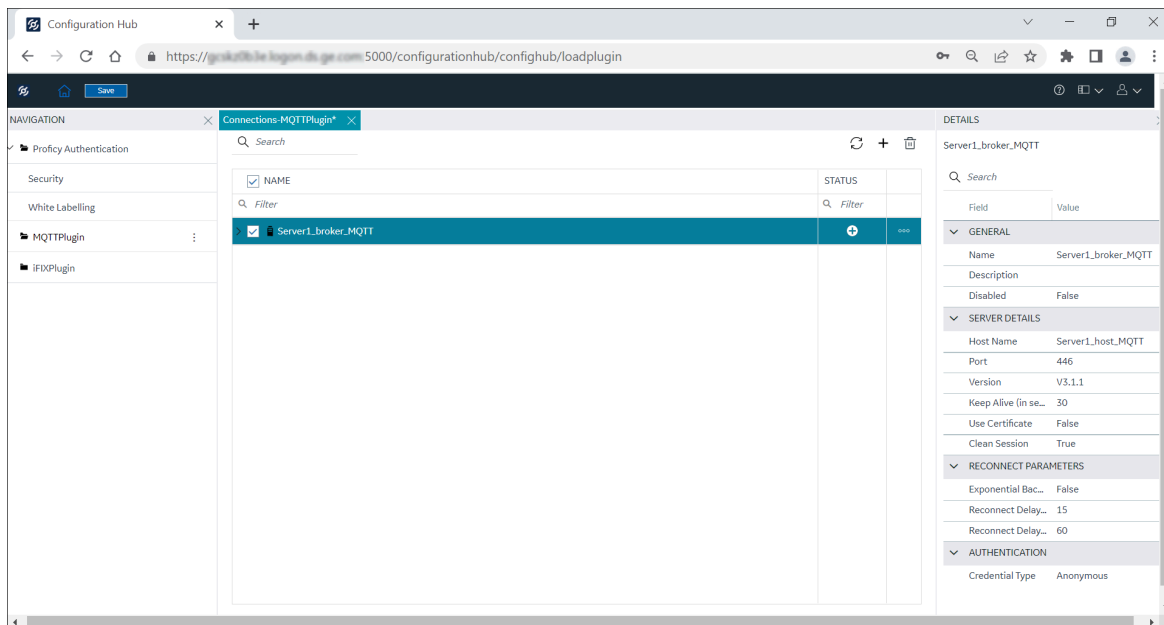 Configuration Hub
https://
5000/configurationhub/confighub/loadplugin
Save
NAVIGATION
Proficy Authentication
Security
White Labelling
MQTTPlugin
iFIXPlugin
Connections-MQTTPlugin*
Search
NAME
STATUS
Filter
Filter
Server1_broker_MQTT
DETAILS
Server1_broker_MQTT
Search
Field Value
GENERAL
Name Server1_broker_MQTT
Description
Disabled False
SERVER DETAILS
Host Name Server1_host_MQTT
Port 446
Version V3.1.1
Keep Alive (in se... 30
Use Certificate False
Clean Session True
RECONNECT PARAMETERS
Exponential Bac... False
Reconnect Delay... 15
Reconnect Delay... 60
AUTHENTICATION
Credential Type Anonymous